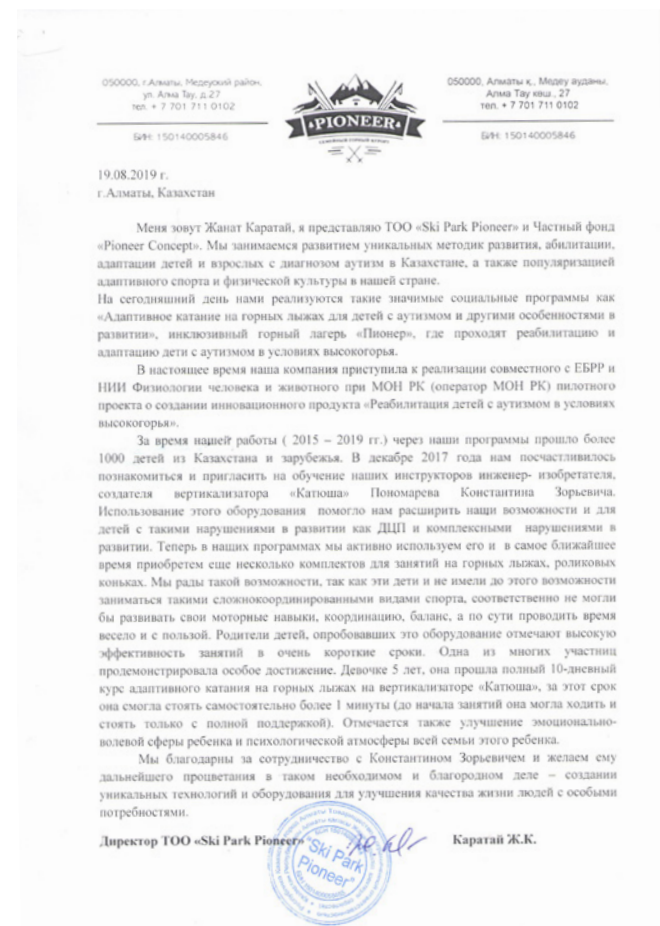 050000, г.Алматы, Медеуский район,
ул. Алма Тау, д.27
тел. + 7 701 711 0102
БИН: 150140005846
PIONEER
СЕМЕЙНЫЙ ГОРНЫЙ КУРОРТ
050000, Алматы қ., Медеу ауданы,
Алма Тау көш., 27
тел. + 7 701 711 0102
БИН: 150140005846
19.08.2019 г.
г.Алматы, Казахстан
Меня зовут Жанат Каратай, я представляю ТОО «Ski Park Pioneer» и Частный фонд
«Pioneer Concept». Мы занимаемся развитием уникальных методик развития, абилитации,
адаптации детей и взрослых с диагнозом аутизм в Казахстане, а также популяризацией
адаптивного спорта и физической культуры в нашей стране.
На сегодняшний день нами реализуются такие значимые социальные программы как
«Адаптивное катание на горных лыжах для детей с аутизмом и другими особенностями в
развитии», инклюзивный горный лагерь «Пионер», где проходят реабилитацию и
адаптацию дети с аутизмом в условиях высокогорья.
В настоящее время наша компания приступила к реализации совместного с ЕБРР и
НИИ Физиологии человека и животного при МОН РК (оператор МОН РК) пилотного
проекта о создании инновационного продукта «Реабилитация детей с аутизмом в условиях
высокогорья».
За время нашей работы ( 2015 – 2019 гг.) через наши программы прошло более
1000 детей из Казахстана и зарубежья. В декабре 2017 года нам посчастливилось
познакомиться и пригласить на обучение наших инструкторов инженер- изобретателя,
создателя вертикализатора «Катюша» Пономарева Константина Зорьевича.
Использование этого оборудования помогло нам расширить нащи возможности и для
детей с такими нарушениями в развитии как ДЦП и комплексными нарушениями в
развитии. Теперь в нащих программах мы активно используем его и в самое ближайшее
время приобретем еще несколько комплектов для занятий на горных лыжах, роликовых
коньках. Мы рады такой возможности, так как эти дети и не имели до этого возможности
заниматься такими сложнокоординированными видами спорта, соответственно не могли
бы развивать свои моторные навыки, координацию, баланс, а по сути проводить время
весело и с пользой. Родители детей, опробовавших это оборудование отмечают высокую
эффективность занятий в очень короткие сроки. Одна из многих участниц
продемонстрировала особое достижение. Девочке 5 лет, она прошла полный 10-дневный
курс адаптивного катания на горных лыжах на вертикализаторе «Катюша», за этот срок
она смогла стоять самостоятельно более 1 минуты (до начала занятий она могла ходить и
стоять только с полной поддержкой). Отмечается также улучшение эмоционально-
волевой сферы ребенка и психологической атмосферы всей семьи этого ребенка.
Мы благодарны за сотрудничество с Константином Зорьевичем и желаем ему
дальнейшего процветания в таком необходимом и благородном деле – создании
уникальных технологий и оборудования для улучшения качества жизни людей с особыми
потребностями.
Директор ТОО «Ski Park Pioneer» Каратай Ж.К.
"Ski Park
Pioneer"